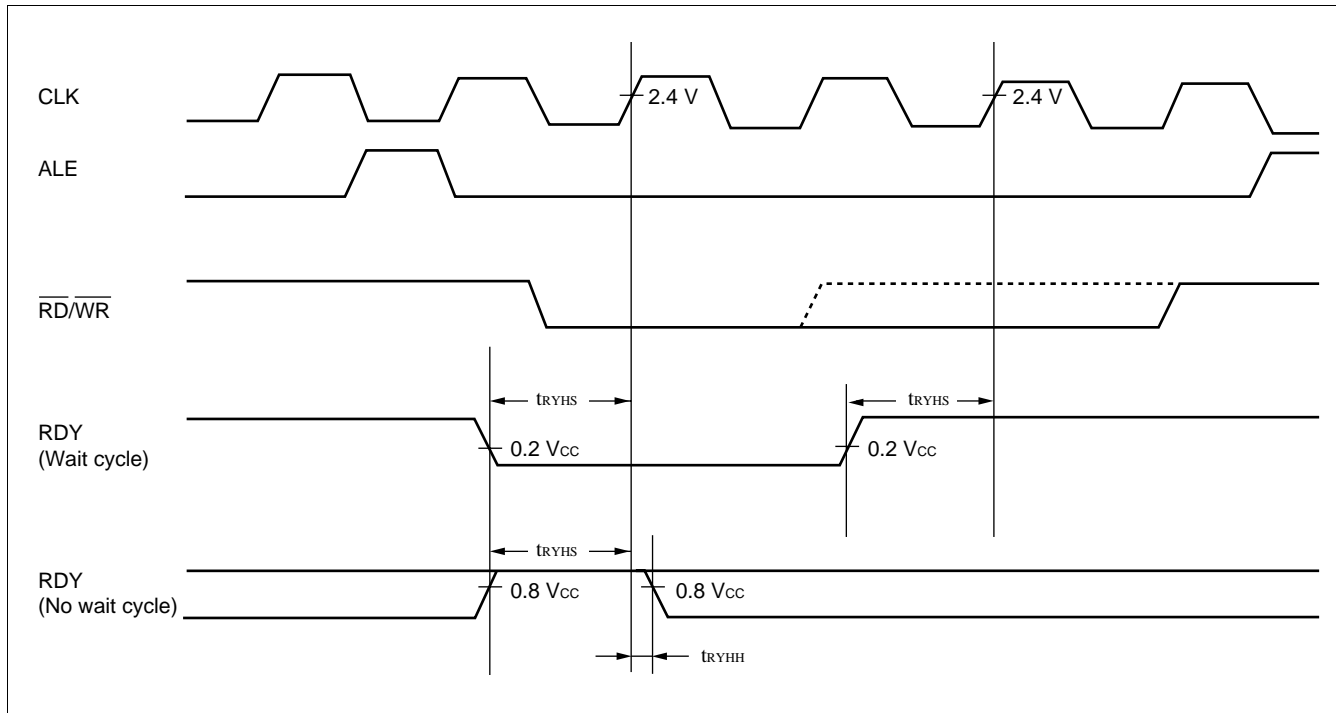 CLK
2.4 V
2.4 V
ALE
RD/WR
tRYHS
tRYHS
RDY
(Wait cycle)
0.2 VCC
0.2 VCC
tRYHS
RDY
(No wait cycle)
0.8 VCC
0.8 VCC
tRYHH